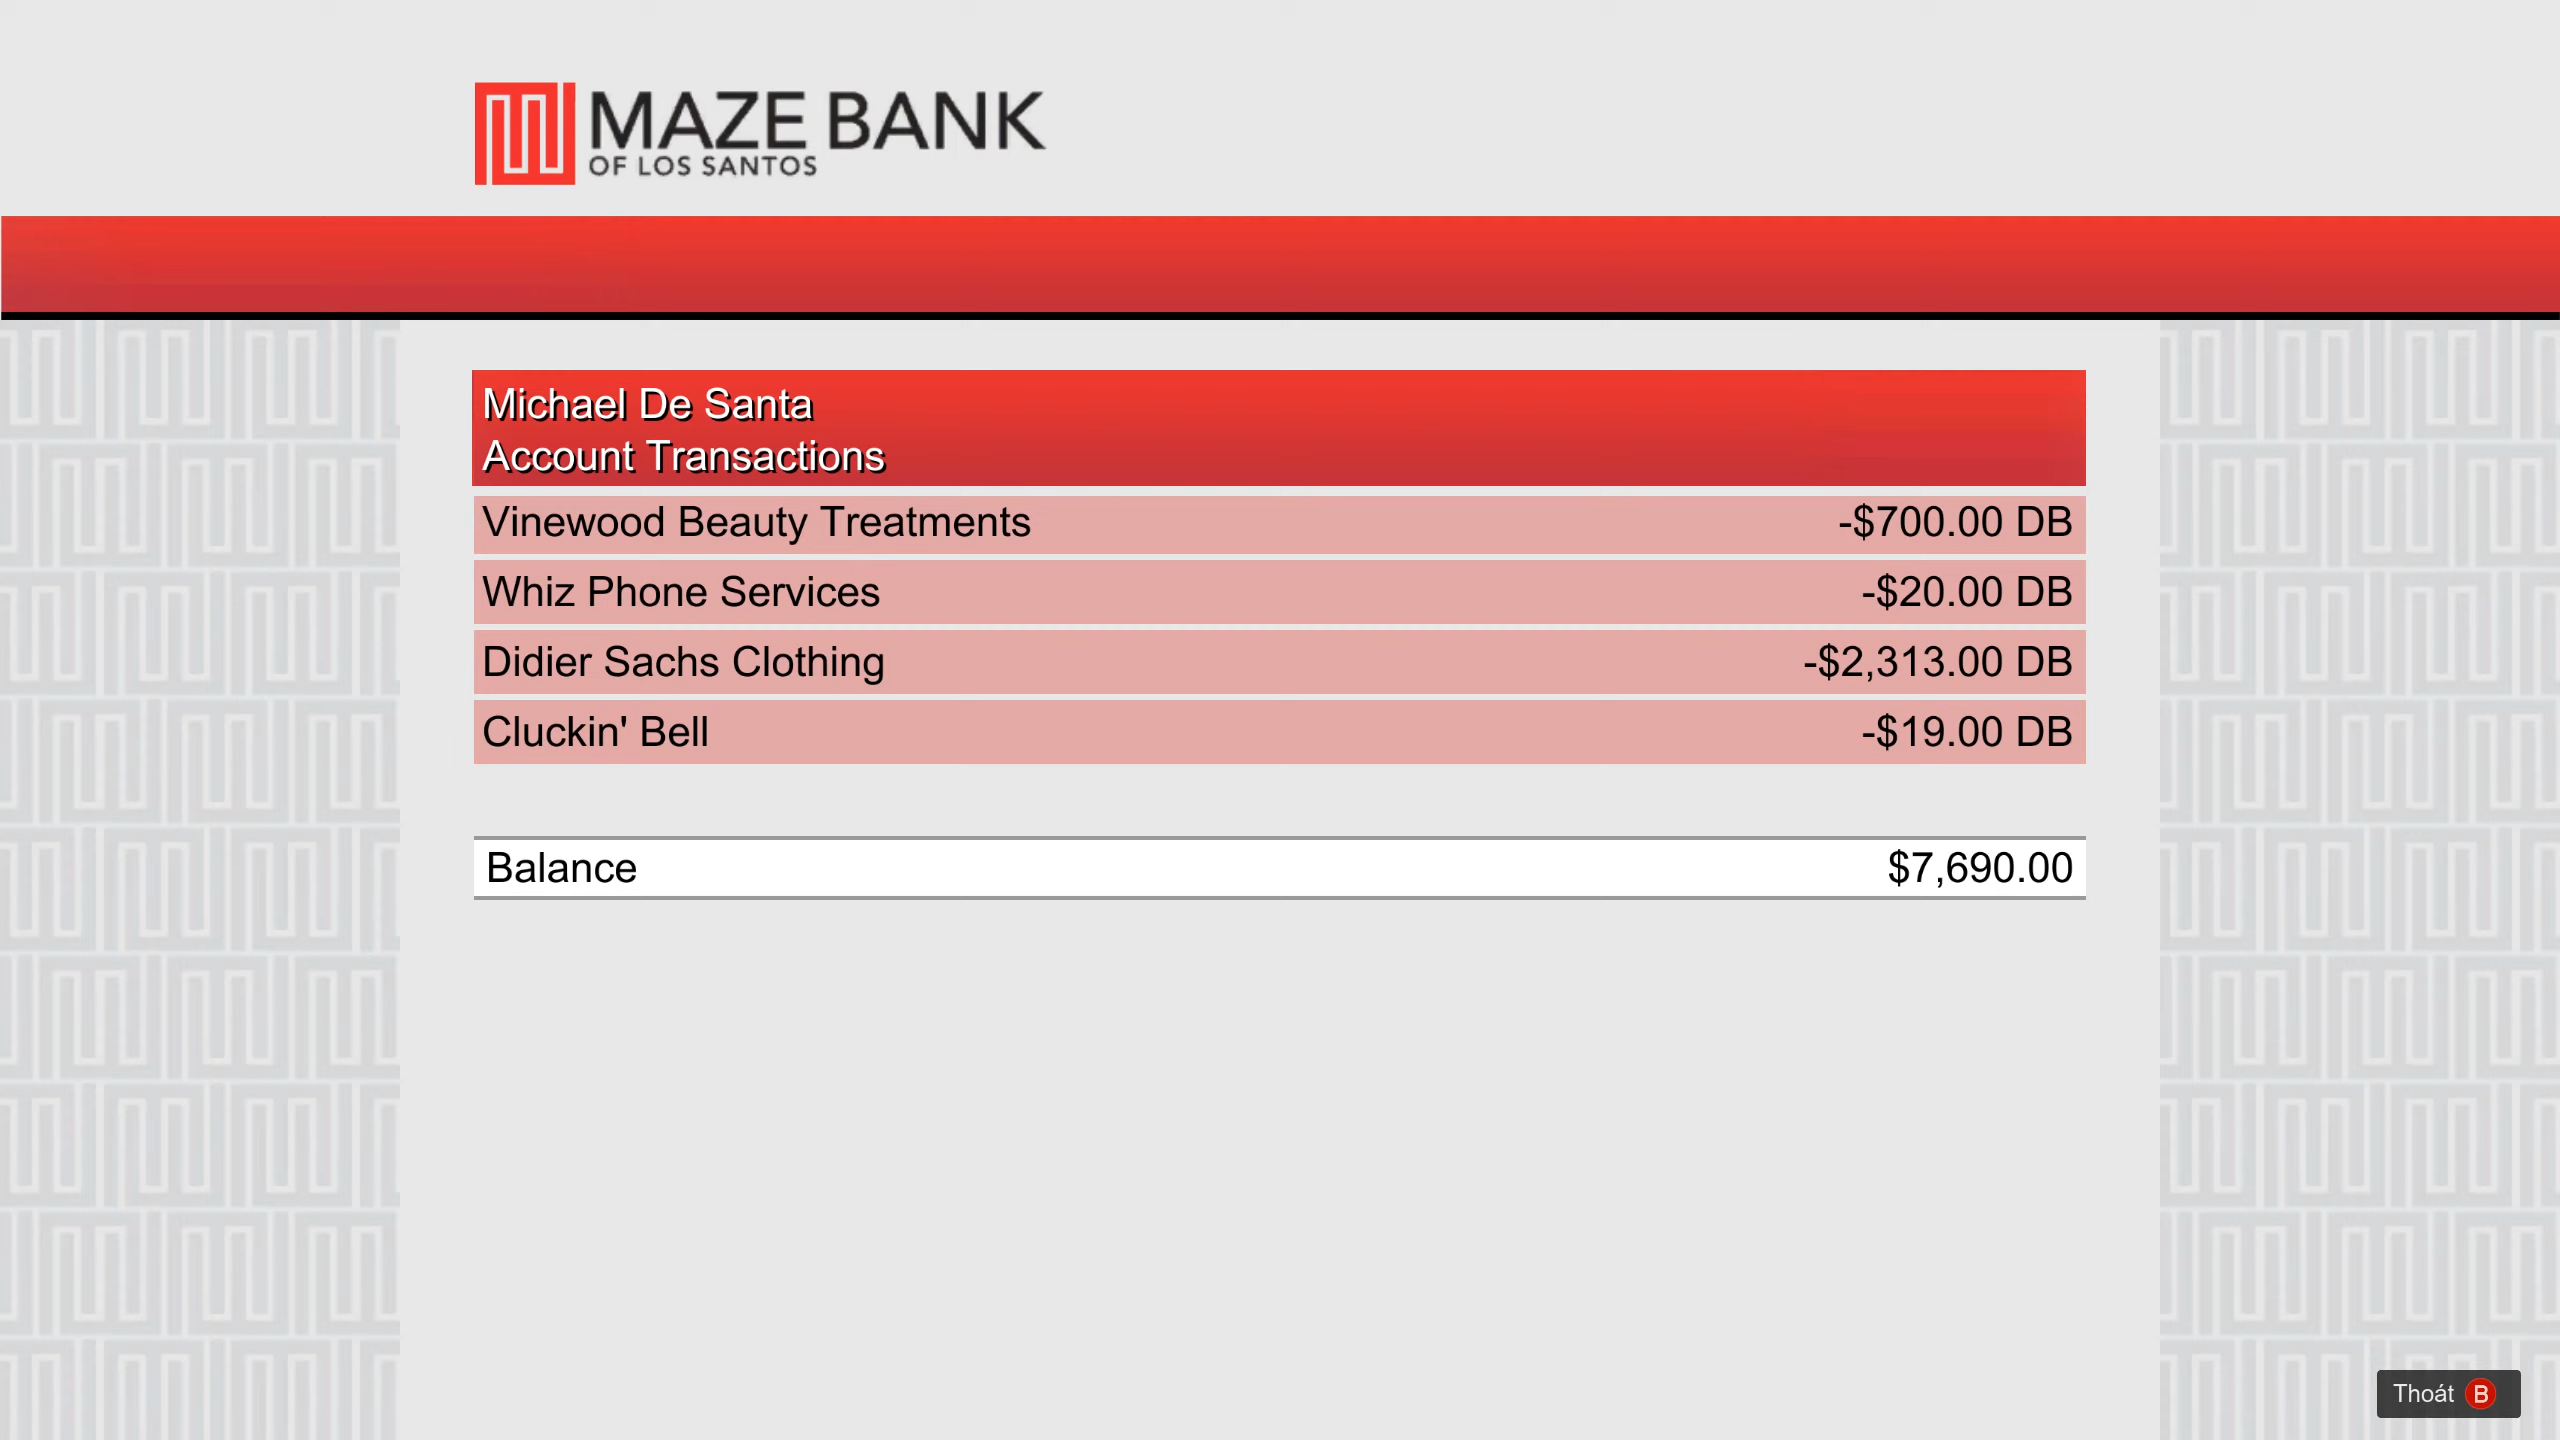 MAZE BANK
OF LOS SANTOS
Michael De Santa
Account Transactions
Vinewood Beauty Treatments -$700.00 DB
Whiz Phone Services -$20.00 DB
Didier Sachs Clothing -$2,313.00 DB
Cluckin' Bell -$19.00 DB
Balance $7,690.00
Thoát B